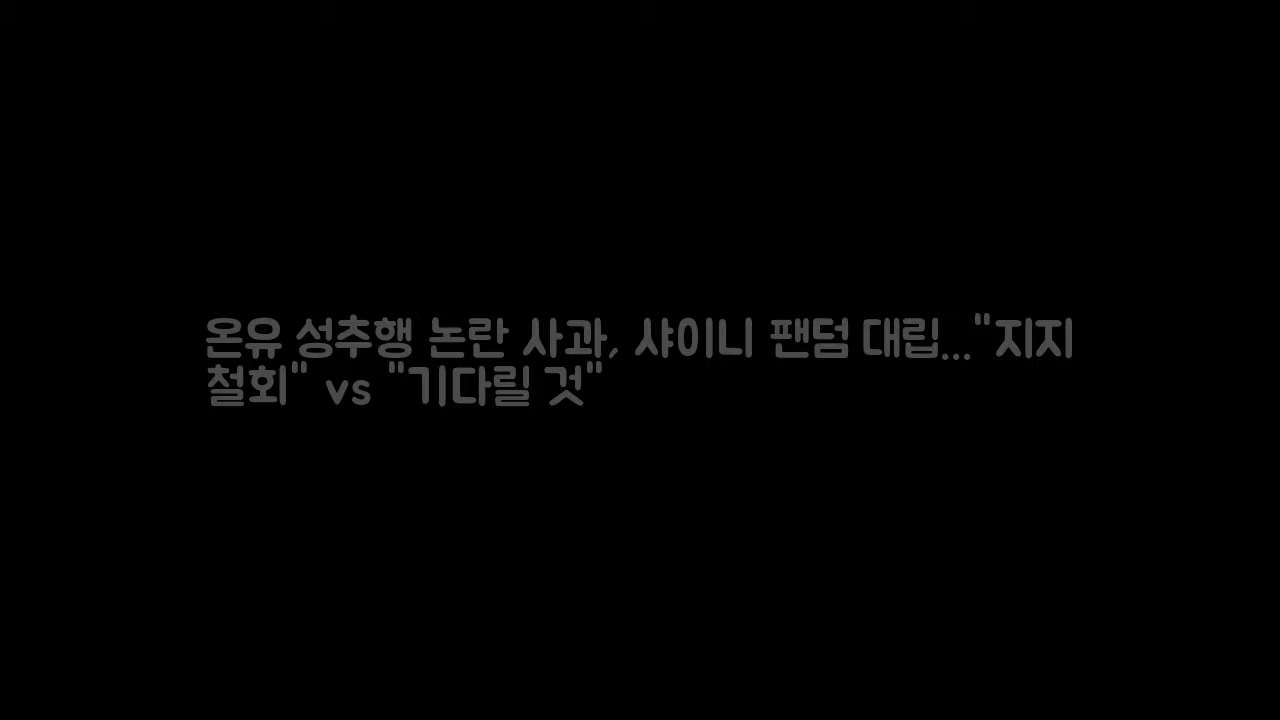 온유 성추행 논란 사과, 샤이니 팬덤 대립..."지지
철회" vs "기다릴 것"